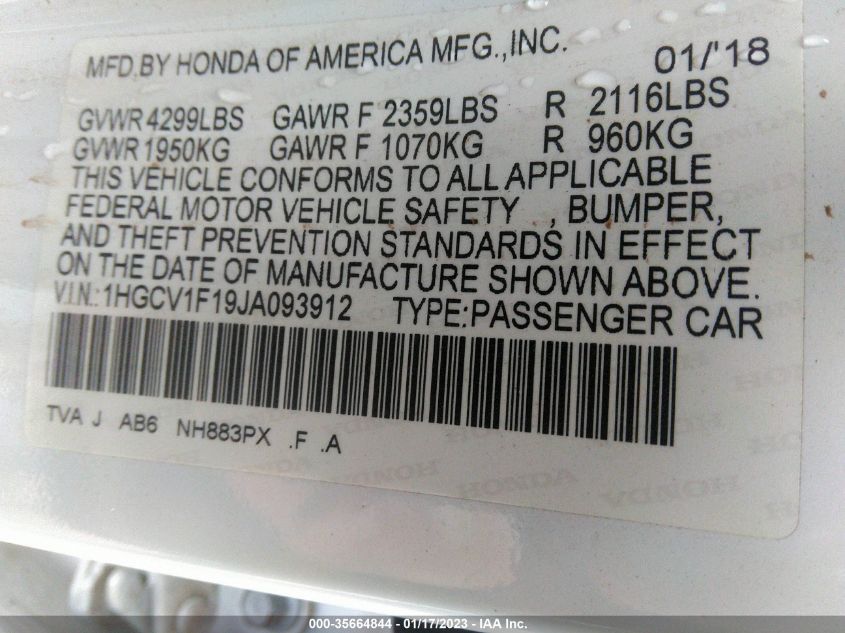 MFD.BY HONDA OF AMERICA MFG.,INC. 01/'18
GVWR 4299LBS GAWR F 2359LBS R 2116LBS
GVWR 1950KG GAWR F 1070KG R 960KG
THIS VEHICLE CONFORMS TO ALL APPLICABLE
FEDERAL MOTOR VEHICLE SAFETY , BUMPER,
AND THEFT PREVENTION STANDARDS IN EFFECT
ON THE DATE OF MANUFACTURE SHOWN ABOVE.
V.I.N.:1HGCV1F19JA093912 TYPE:PASSENGER CAR
TVA J AB6 NH883PX .F .A
HONDA HONDA HONDA
000-35664844 — 01/17/2023 — IAA Inc.